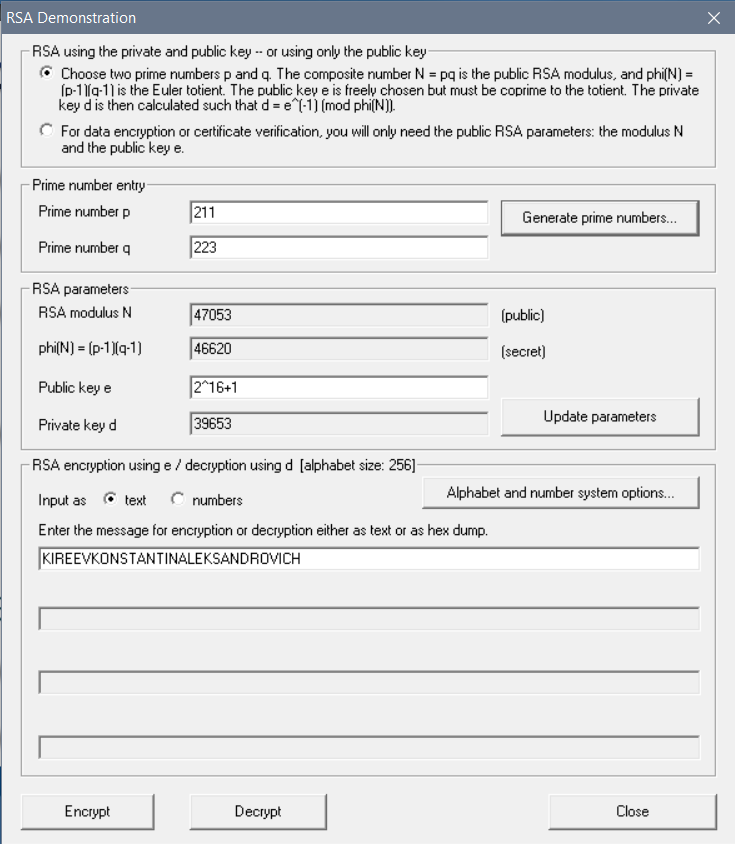 RSA Demonstration
RSA using the private and public key -- or using only the public key
Choose two prime numbers p and q. The composite number N = pq is the public RSA modulus, and phi(N) =
(p-1)(q-1) is the Euler totient. The public key e is freely chosen but must be coprime to the totient. The private
key d is then calculated such that d = e^(-1) (mod phi(N)).
For data encryption or certificate verification, you will only need the public RSA parameters: the modulus N
and the public key e.
Prime number entry
Prime number p 211 Generate prime numbers...
Prime number q 223
RSA parameters
RSA modulus N 47053 (public)
phi(N) = (p-1)(q-1) 46620 (secret)
Public key e 2^16+1
Private key d 39653 Update parameters
RSA encryption using e / decryption using d [alphabet size: 256]
Input as text numbers Alphabet and number system options...
Enter the message for encryption or decryption either as text or as hex dump.
KIREEVKONSTANTINALEKSANDROVICH
Encrypt Decrypt Close